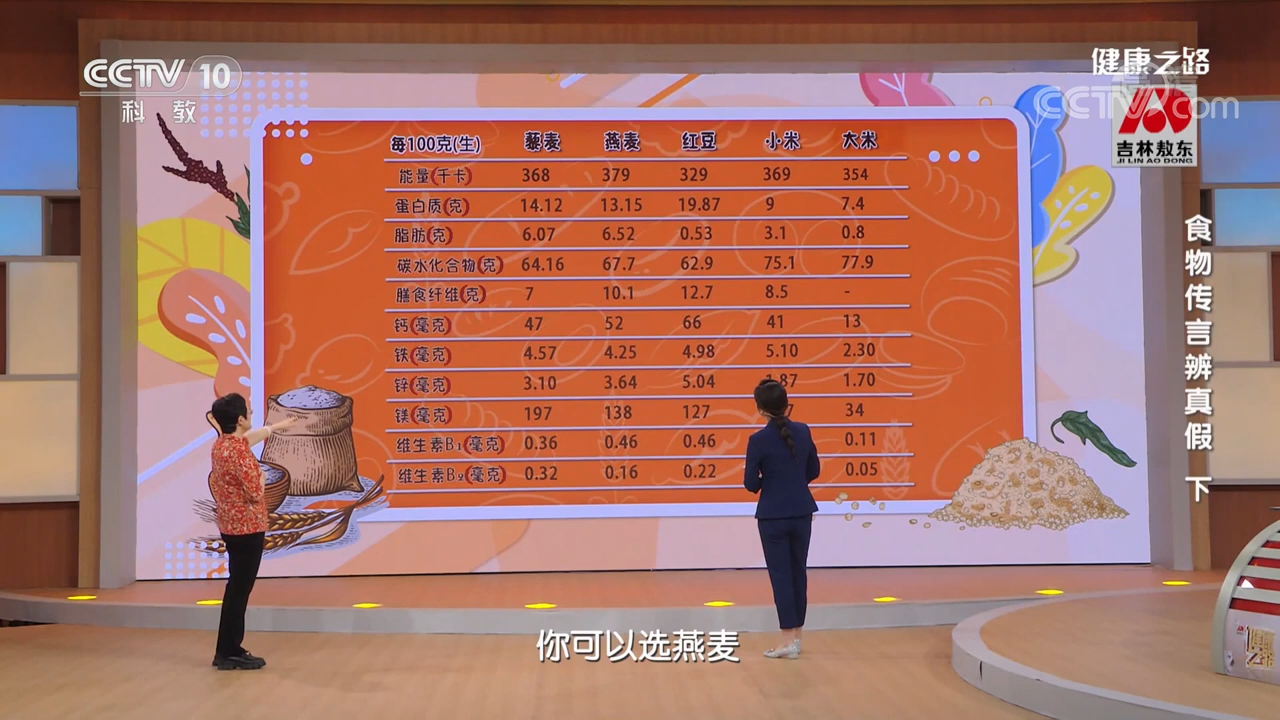 CCTV 10
科教
健康之路
CCTV.com
吉林敖东
JI LIN AO DONG
每100克(生) 藜麦 燕麦 红豆 小米 大米
能量(千卡) 368 379 329 369 354
蛋白质(克) 14.12 13.15 19.87 9 7.4
脂肪(克) 6.07 6.52 0.53 3.1 0.8
碳水化合物(克) 64.16 67.7 62.9 75.1 77.9
膳食纤维(克) 7 10.1 12.7 8.5 -
钙(毫克) 47 52 66 41 13
铁(毫克) 4.57 4.25 4.98 5.10 2.30
锌(毫克) 3.10 3.64 5.04 1.70
镁(毫克) 197 138 127 34
维生素B₁(毫克) 0.36 0.46 0.46 0.11
维生素B₂(毫克) 0.32 0.16 0.22 0.05
食物传言辨真假 下
你可以选燕麦